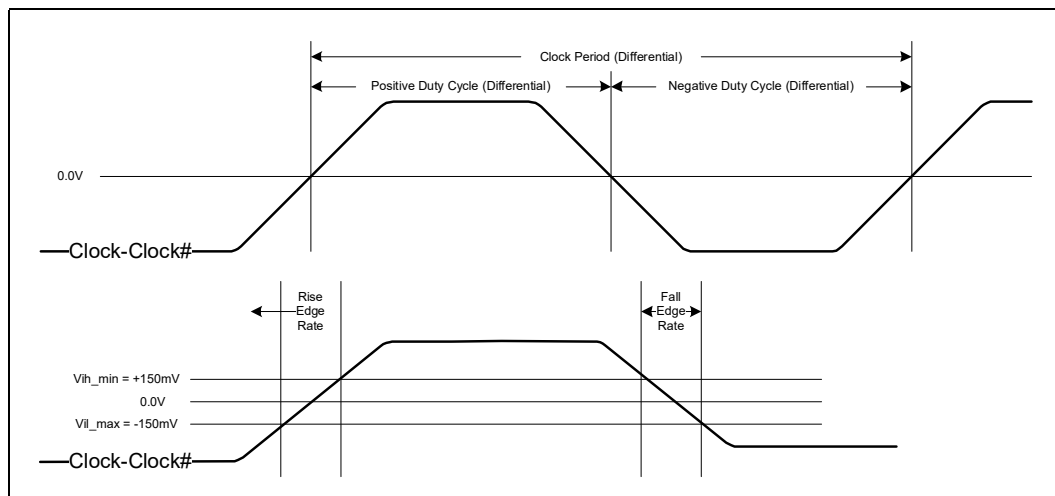 Clock Period (Differential)
Positive Duty Cycle (Differential)
Negative Duty Cycle (Differential)
0.0V
Clock-Clock#
Rise
Edge
Rate
Fall
Edge
Rate
Vih_min = +150mV
0.0V
Vil_max = -150mV
Clock-Clock#